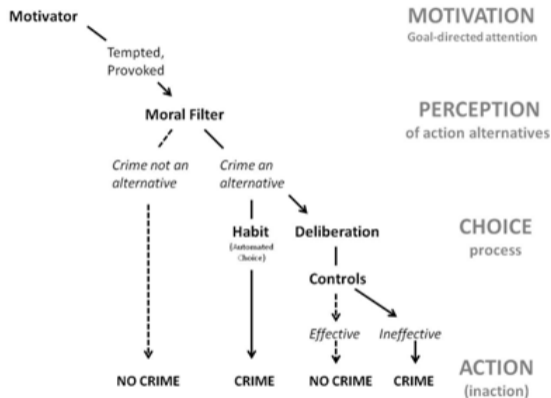 Motivator
MOTIVATION
Goal-directed attention
Tempted,
Provoked
Moral Filter
PERCEPTION
of action alternatives
Crime not an
alternative
Crime an
alternative
Habit
(Automated
Choice)
Deliberation
CHOICE
process
Controls
Effective
Ineffective
ACTION
(inaction)
NO CRIME
CRIME
NO CRIME
CRIME